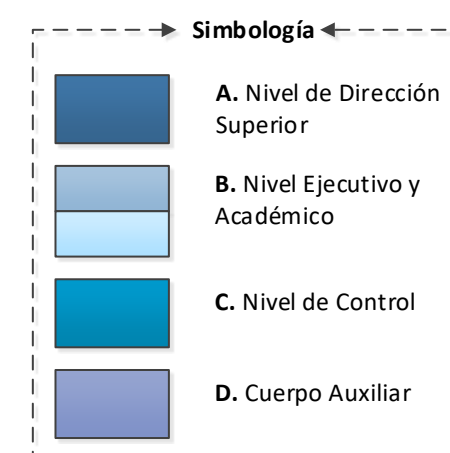 Simbología
A. Nivel de Dirección
Superior
B. Nivel Ejecutivo y
Académico
C. Nivel de Control
D. Cuerpo Auxiliar